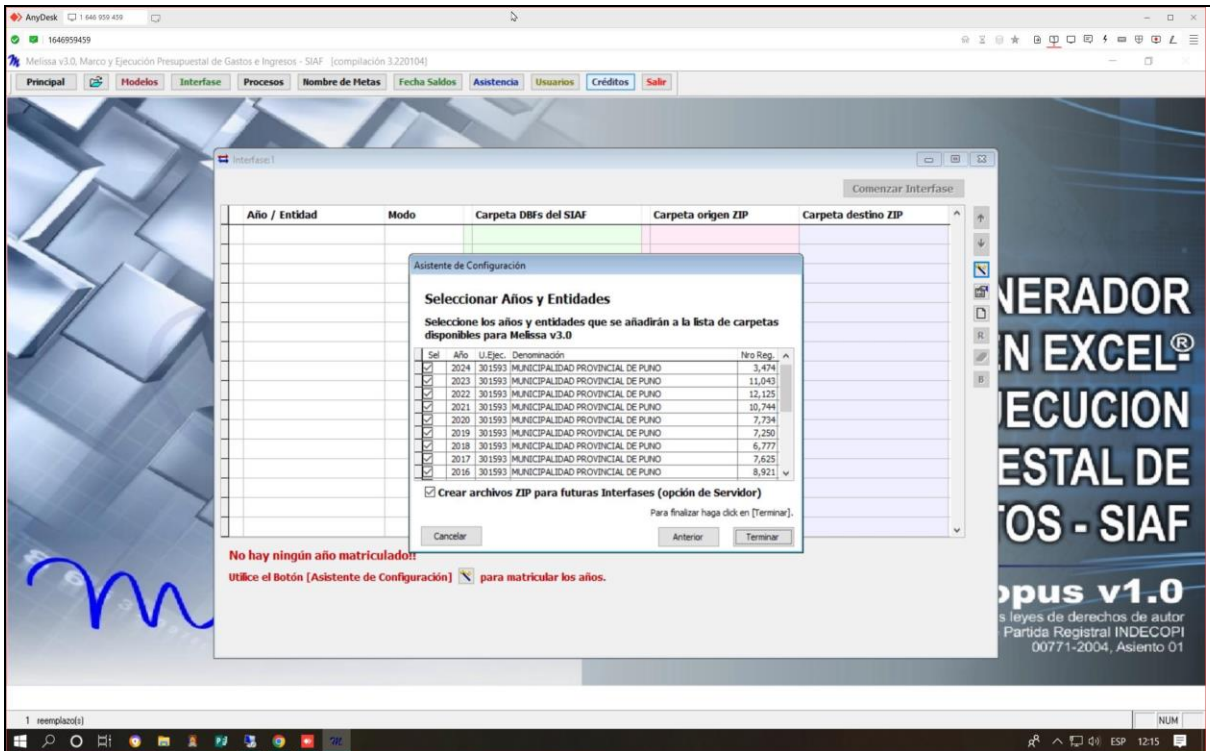 AnyDesk 1 646 959 459
1646959459
Melissa v3.0, Marco y Ejecución Presupuestal de Gastos e Ingresos - SIAF [compilación 3.220104]
Principal Modelos Interfase Procesos Nombre de Metas Fecha Saldos Asistencia Usuarios Créditos Salir
Interfase:1
Comenzar Interfase
Año / Entidad Modo Carpeta DBFs del SIAF Carpeta origen ZIP Carpeta destino ZIP
Asistente de Configuración
Seleccionar Años y Entidades
Seleccione los años y entidades que se añadirán a la lista de carpetas
disponibles para Melissa v3.0
Sel Año U.Ejec. Denominación Nro Reg.
2024 301593 MUNICIPALIDAD PROVINCIAL DE PUNO 3,474
2023 301593 MUNICIPALIDAD PROVINCIAL DE PUNO 11,043
2022 301593 MUNICIPALIDAD PROVINCIAL DE PUNO 12,125
2021 301593 MUNICIPALIDAD PROVINCIAL DE PUNO 10,744
2020 301593 MUNICIPALIDAD PROVINCIAL DE PUNO 7,734
2019 301593 MUNICIPALIDAD PROVINCIAL DE PUNO 7,250
2018 301593 MUNICIPALIDAD PROVINCIAL DE PUNO 6,777
2017 301593 MUNICIPALIDAD PROVINCIAL DE PUNO 7,625
2016 301593 MUNICIPALIDAD PROVINCIAL DE PUNO 8,921
Crear archivos ZIP para futuras Interfases (opción de Servidor)
Para finalizar haga click en [Terminar].
Cancelar Anterior Terminar
R
B
No hay ningún año matriculado!!
Utilice el Botón [Asistente de Configuración] para matricular los años.
NERADOR
N EXCEL®
JECUCION
ESTAL DE
TOS - SIAF
opus v1.0
s leyes de derechos de autor
Partida Registral INDECOPI
00771-2004, Asiento 01
1 reemplazo(s) NUM
ESP 12:15